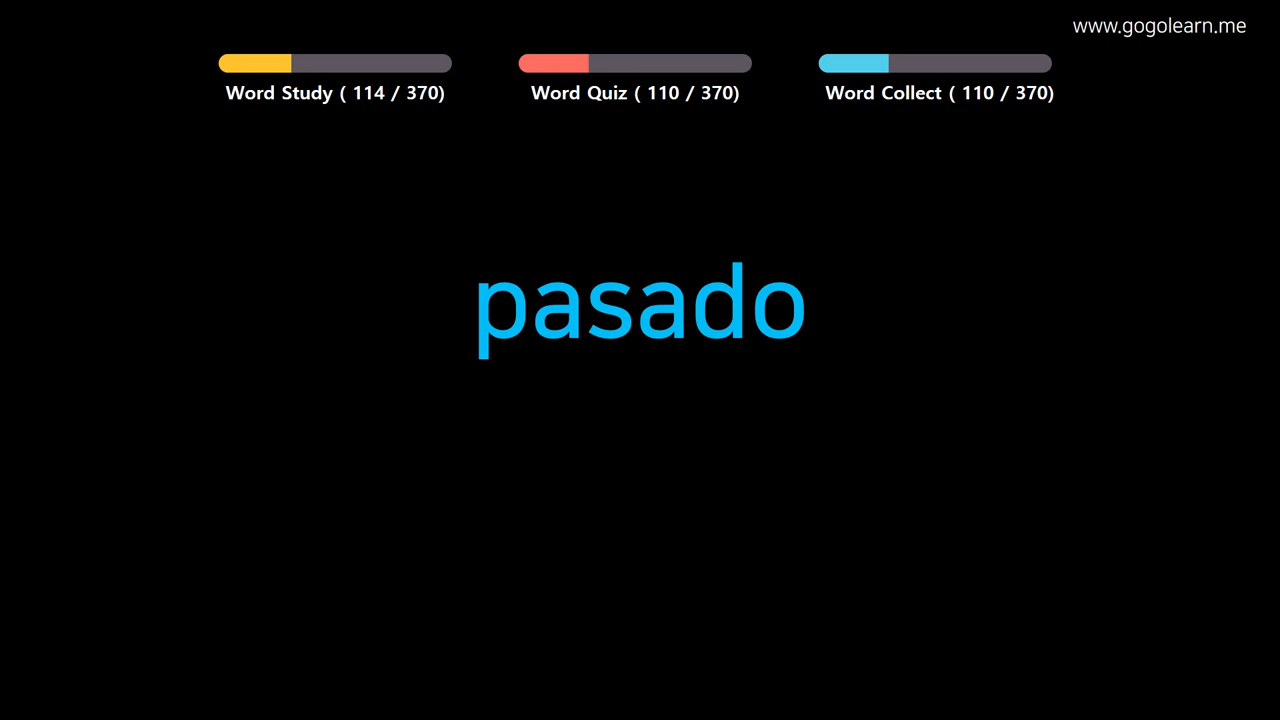 www.gogolearn.me
Word Study ( 114 / 370)
Word Quiz ( 110 / 370)
Word Collect ( 110 / 370)
pasado